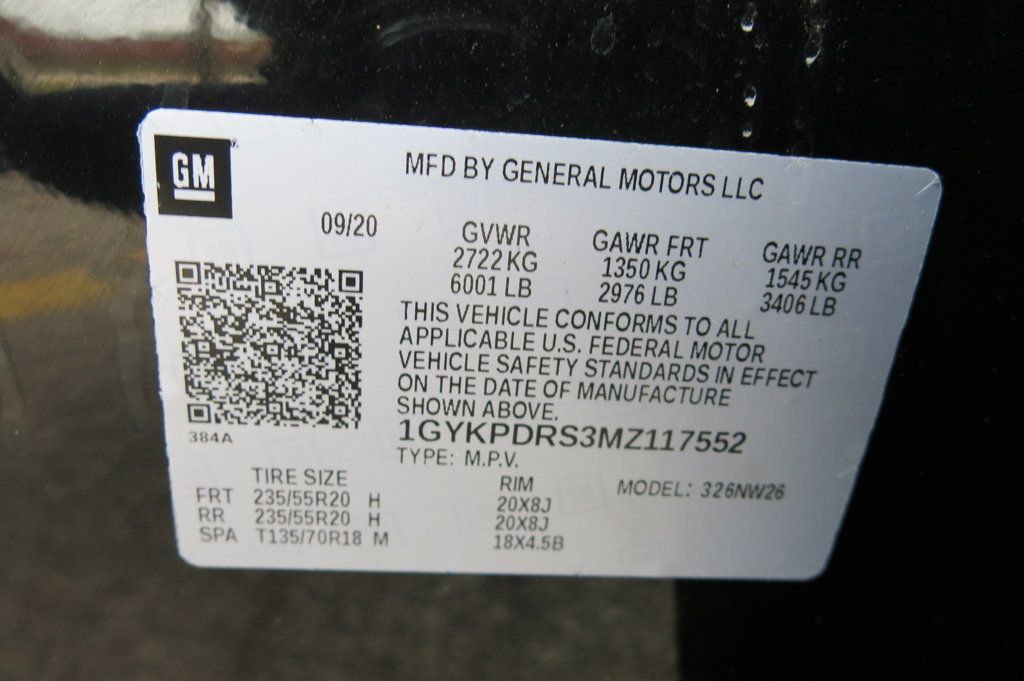 GM
MFD BY GENERAL MOTORS LLC
09/20
GVWR
2722 KG
6001 LB
GAWR FRT
1350 KG
2976 LB
GAWR RR
1545 KG
3406 LB
THIS VEHICLE CONFORMS TO ALL
APPLICABLE U.S. FEDERAL MOTOR
VEHICLE SAFETY STANDARDS IN EFFECT
ON THE DATE OF MANUFACTURE
SHOWN ABOVE.
384A
1GYKPDRS3MZ117552
TYPE: M.P.V.
TIRE SIZE RIM MODEL: 326NW26
FRT 235/55R20 H 20X8J
RR 235/55R20 H 20X8J
SPA T135/70R18 M 18X4.5B